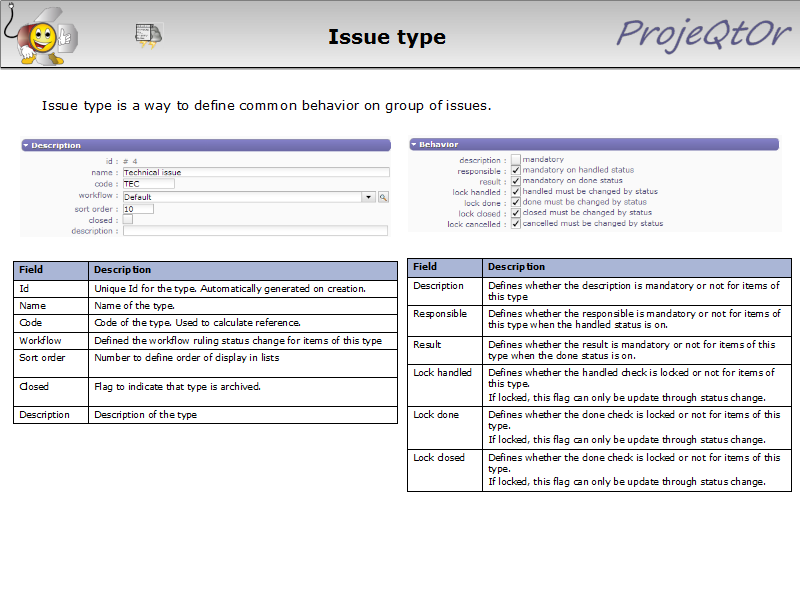 Issue type
ProjeQtOr
Issue type is a way to define common behavior on group of issues.
Description
id : # 4
name : Technical issue
code : TEC
workflow : Default
sort order : 10
closed :
description :
Behavior
description : mandatory
responsible : mandatory on handled status
result : mandatory on done status
lock handled : handled must be changed by status
lock done : done must be changed by status
lock closed : closed must be changed by status
lock cancelled : cancelled must be changed by status
Field Description
Id Unique Id for the type. Automatically generated on creation.
Name Name of the type.
Code Code of the type. Used to calculate reference.
Workflow Defined the workflow ruling status change for items of this type
Sort order Number to define order of display in lists
Closed Flag to indicate that type is archived.
Description Description of the type
Field Description
Description Defines whether the description is mandatory or not for items of
this type
Responsible Defines whether the responsible is mandatory or not for items of
this type when the handled status is on.
Result Defines whether the result is mandatory or not for items of this
type when the done status is on.
Lock handled Defines whether the handled check is locked or not for items of
this type.
If locked, this flag can only be update through status change.
Lock done Defines whether the done check is locked or not for items of this
type.
If locked, this flag can only be update through status change.
Lock closed Defines whether the done check is locked or not for items of this
type.
If locked, this flag can only be update through status change.